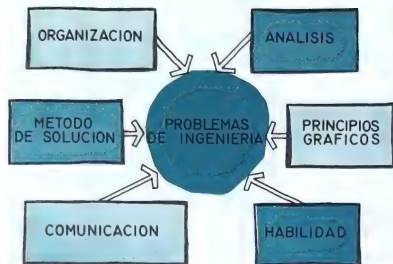 ORGANIZACION
ANALISIS
METODO
DE SOLUCION
PROBLEMAS
DE INGENIERIA
PRINCIPIOS
GRAFICOS
COMUNICACION
HABILIDAD